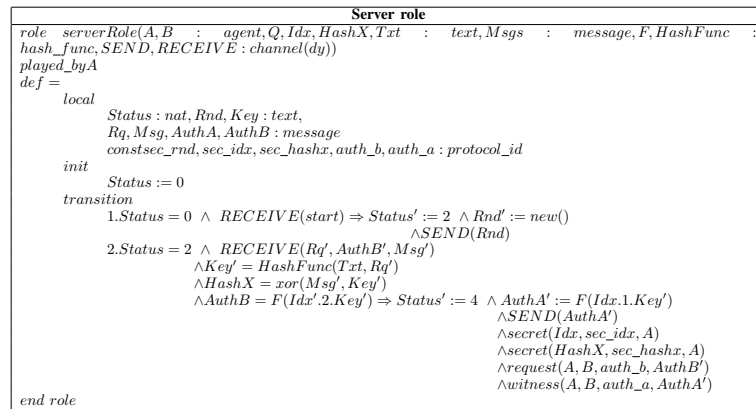 Server role
role serverRole(A, B : agent, Q, Idx, HashX, Txt : text, Msgs : message, F, HashFunc :
hash_func, SEND, RECEIVE : channel(dy))
played_byA
def =
local
Status : nat, Rnd, Key : text,
Rq, Msg, AuthA, AuthB : message
constsec_rnd, sec_idx, sec_hashx, auth_b, auth_a : protocol_id
init
Status := 0
transition
1.Status = 0 ∧ RECEIVE(start) ⇒ Status′ := 2 ∧ Rnd′ := new()
∧SEND(Rnd)
2.Status = 2 ∧ RECEIVE(Rq′, AuthB′, Msg′)
∧Key′ = HashFunc(Txt, Rq′)
∧HashX = xor(Msg′, Key′)
∧AuthB = F(Idx′.2.Key′) ⇒ Status′ := 4 ∧ AuthA′ := F(Idx.1.Key′)
∧SEND(AuthA′)
∧secret(Idx, sec_idx, A)
∧secret(HashX, sec_hashx, A)
∧request(A, B, auth_b, AuthB′)
∧witness(A, B, auth_a, AuthA′)
end role